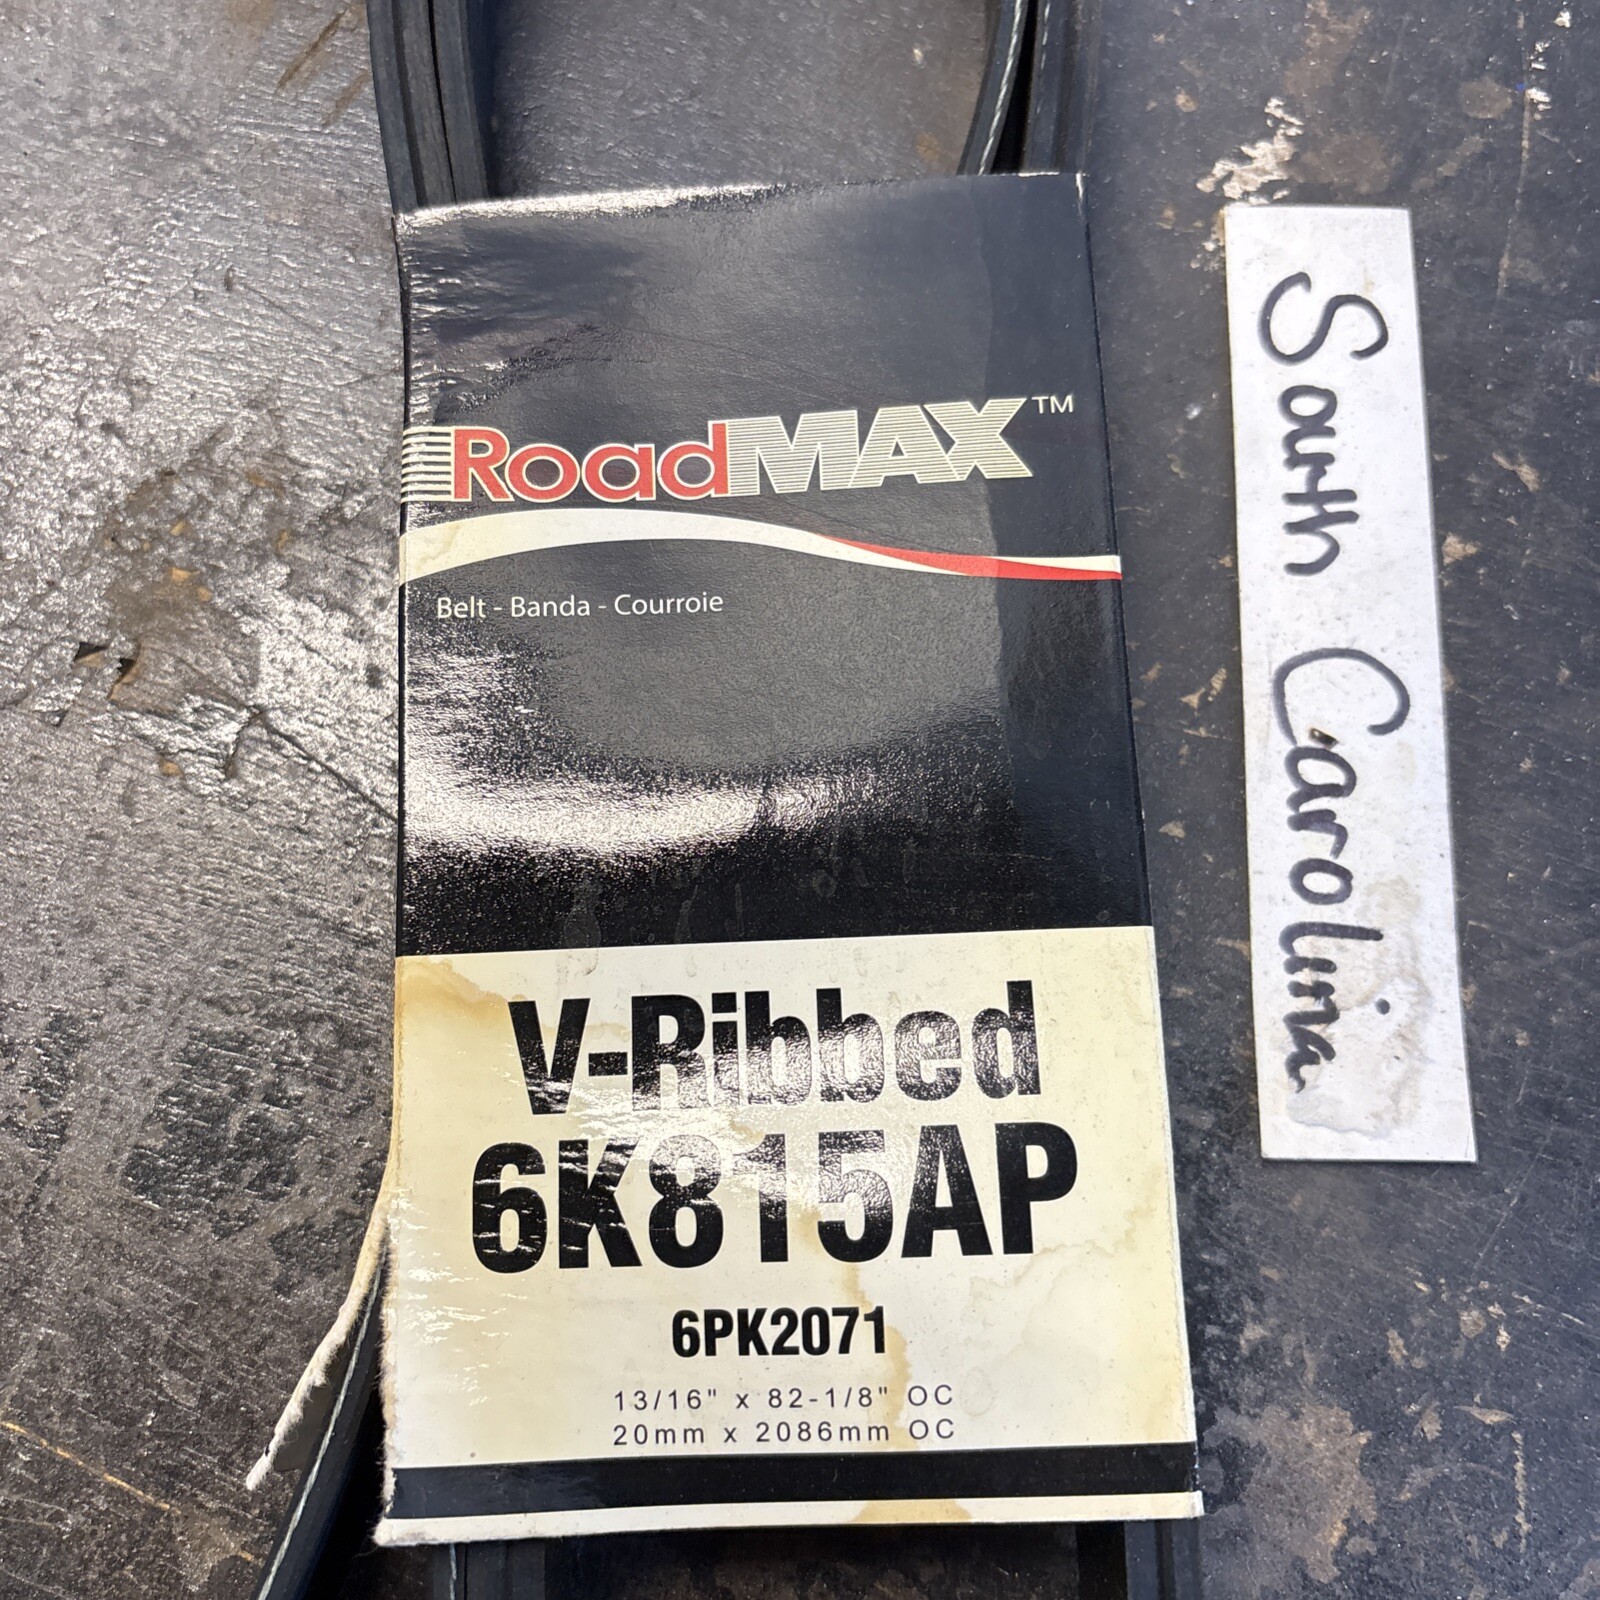 RoadMAX™
Belt - Banda - Courroie
V-Ribbed
6K815AP
6PK2071
13/16" x 82-1/8" OC
20mm x 2086mm OC
South Carolina